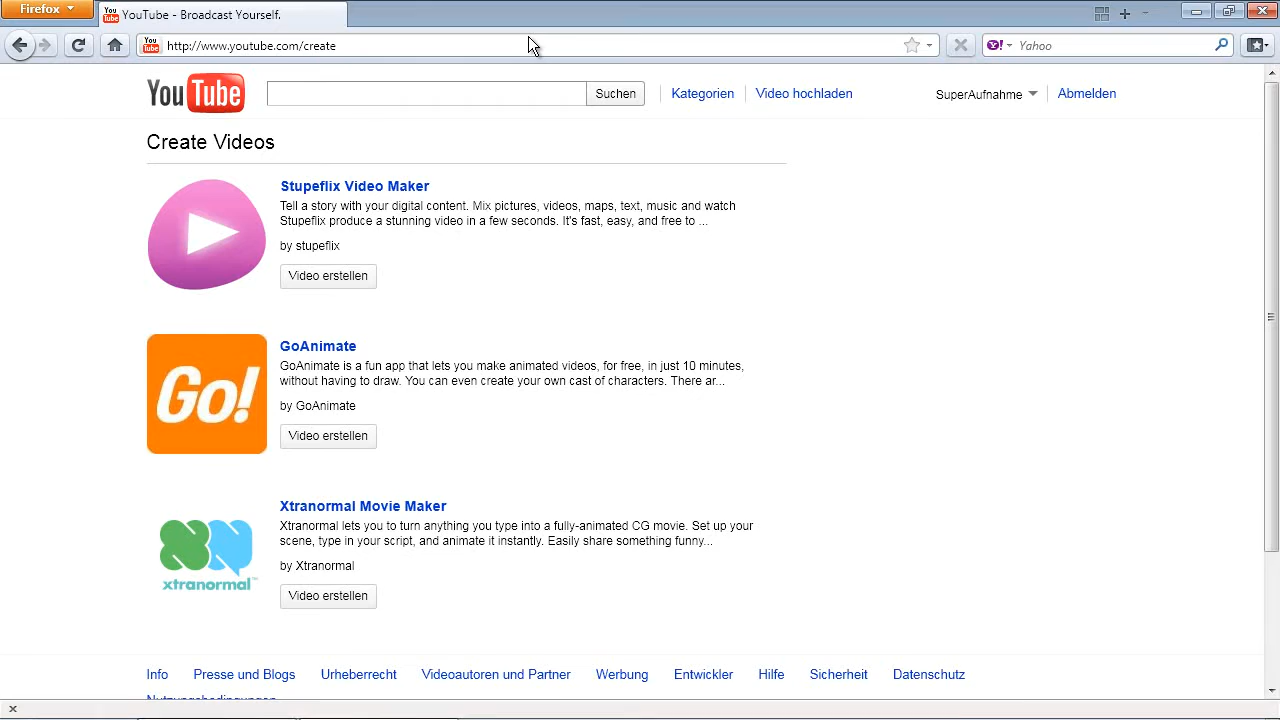 Firefox
YouTube - Broadcast Yourself.
http://www.youtube.com/create
Yahoo
YouTube
Suchen
Kategorien
Video hochladen
SuperAufnahme
Abmelden
Create Videos
Stupeflix Video Maker
Tell a story with your digital content. Mix pictures, videos, maps, text, music and watch
Stupeflix produce a stunning video in a few seconds. It's fast, easy, and free to ...
by stupeflix
Video erstellen
Go!
GoAnimate
GoAnimate is a fun app that lets you make animated videos, for free, in just 10 minutes,
without having to draw. You can even create your own cast of characters. There ar...
by GoAnimate
Video erstellen
xtranormal
Xtranormal Movie Maker
Xtranormal lets you to turn anything you type into a fully-animated CG movie. Set up your
scene, type in your script, and animate it instantly. Easily share something funny...
by Xtranormal
Video erstellen
Info
Presse und Blogs
Urheberrecht
Videoautoren und Partner
Werbung
Entwickler
Hilfe
Sicherheit
Datenschutz
Nutzungsbedingungen